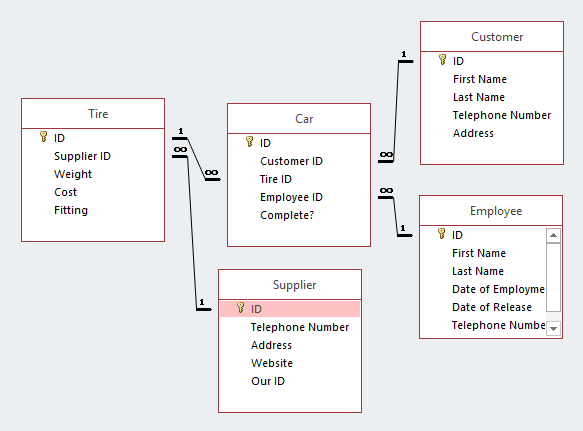 Tire
ID
Supplier ID
Weight
Cost
Fitting
1
∞
∞
Car
ID
Customer ID
Tire ID
Employee ID
Complete?
1
∞
∞
1
Customer
ID
First Name
Last Name
Telephone Number
Address
Employee
ID
First Name
Last Name
Date of Employme
Date of Release
Telephone Numbe
1
Supplier
ID
Telephone Number
Address
Website
Our ID